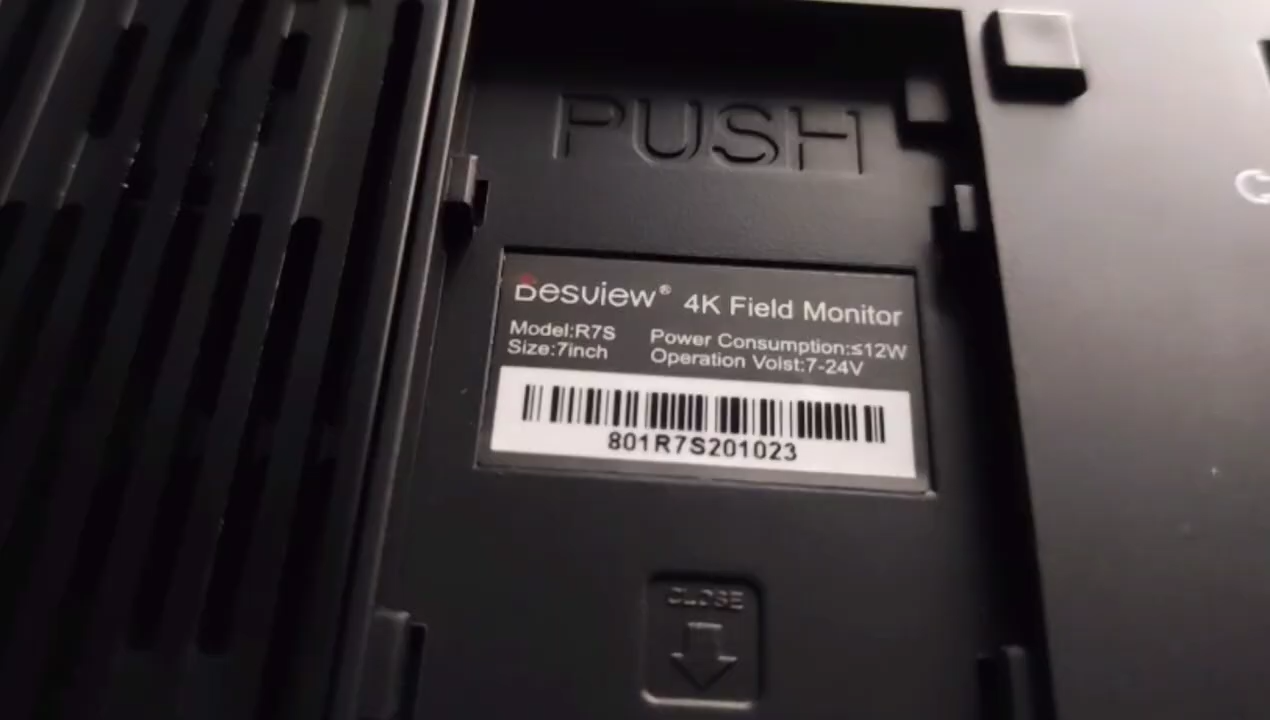 PUSH
Desview® 4K Field Monitor
Model:R7S Power Consumption:≤12W
Size:7inch Operation Volst:7-24V
801R7S201023
CLOSE